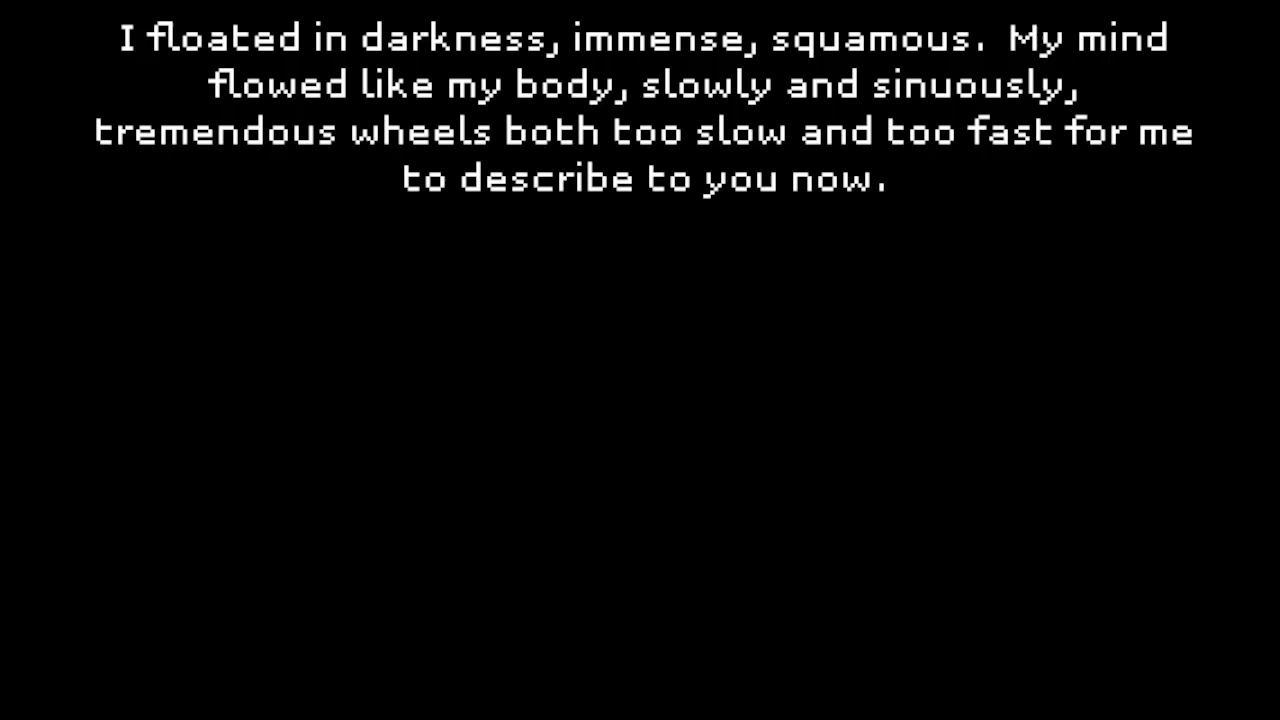 I floated in darkness, immense, squamous.  My mind
flowed like my body, slowly and sinuously,
tremendous wheels both too slow and too fast for me
to describe to you now.